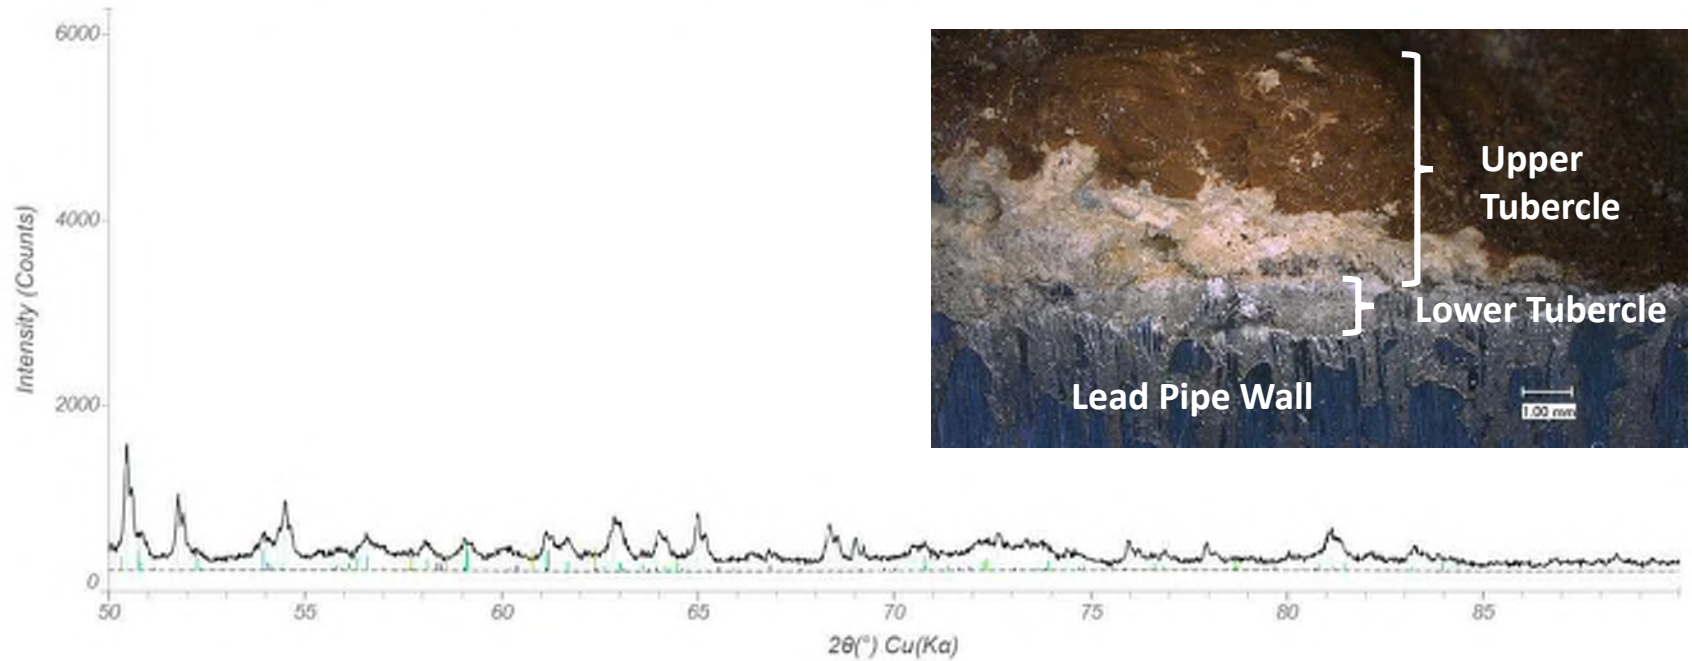 6000
4000
2000
0
Intensity (Counts)
50 55 60 65 70 75 80 85
2θ(°) Cu(Kα)
Upper
Tubercle
Lower Tubercle
Lead Pipe Wall
1.00 mm